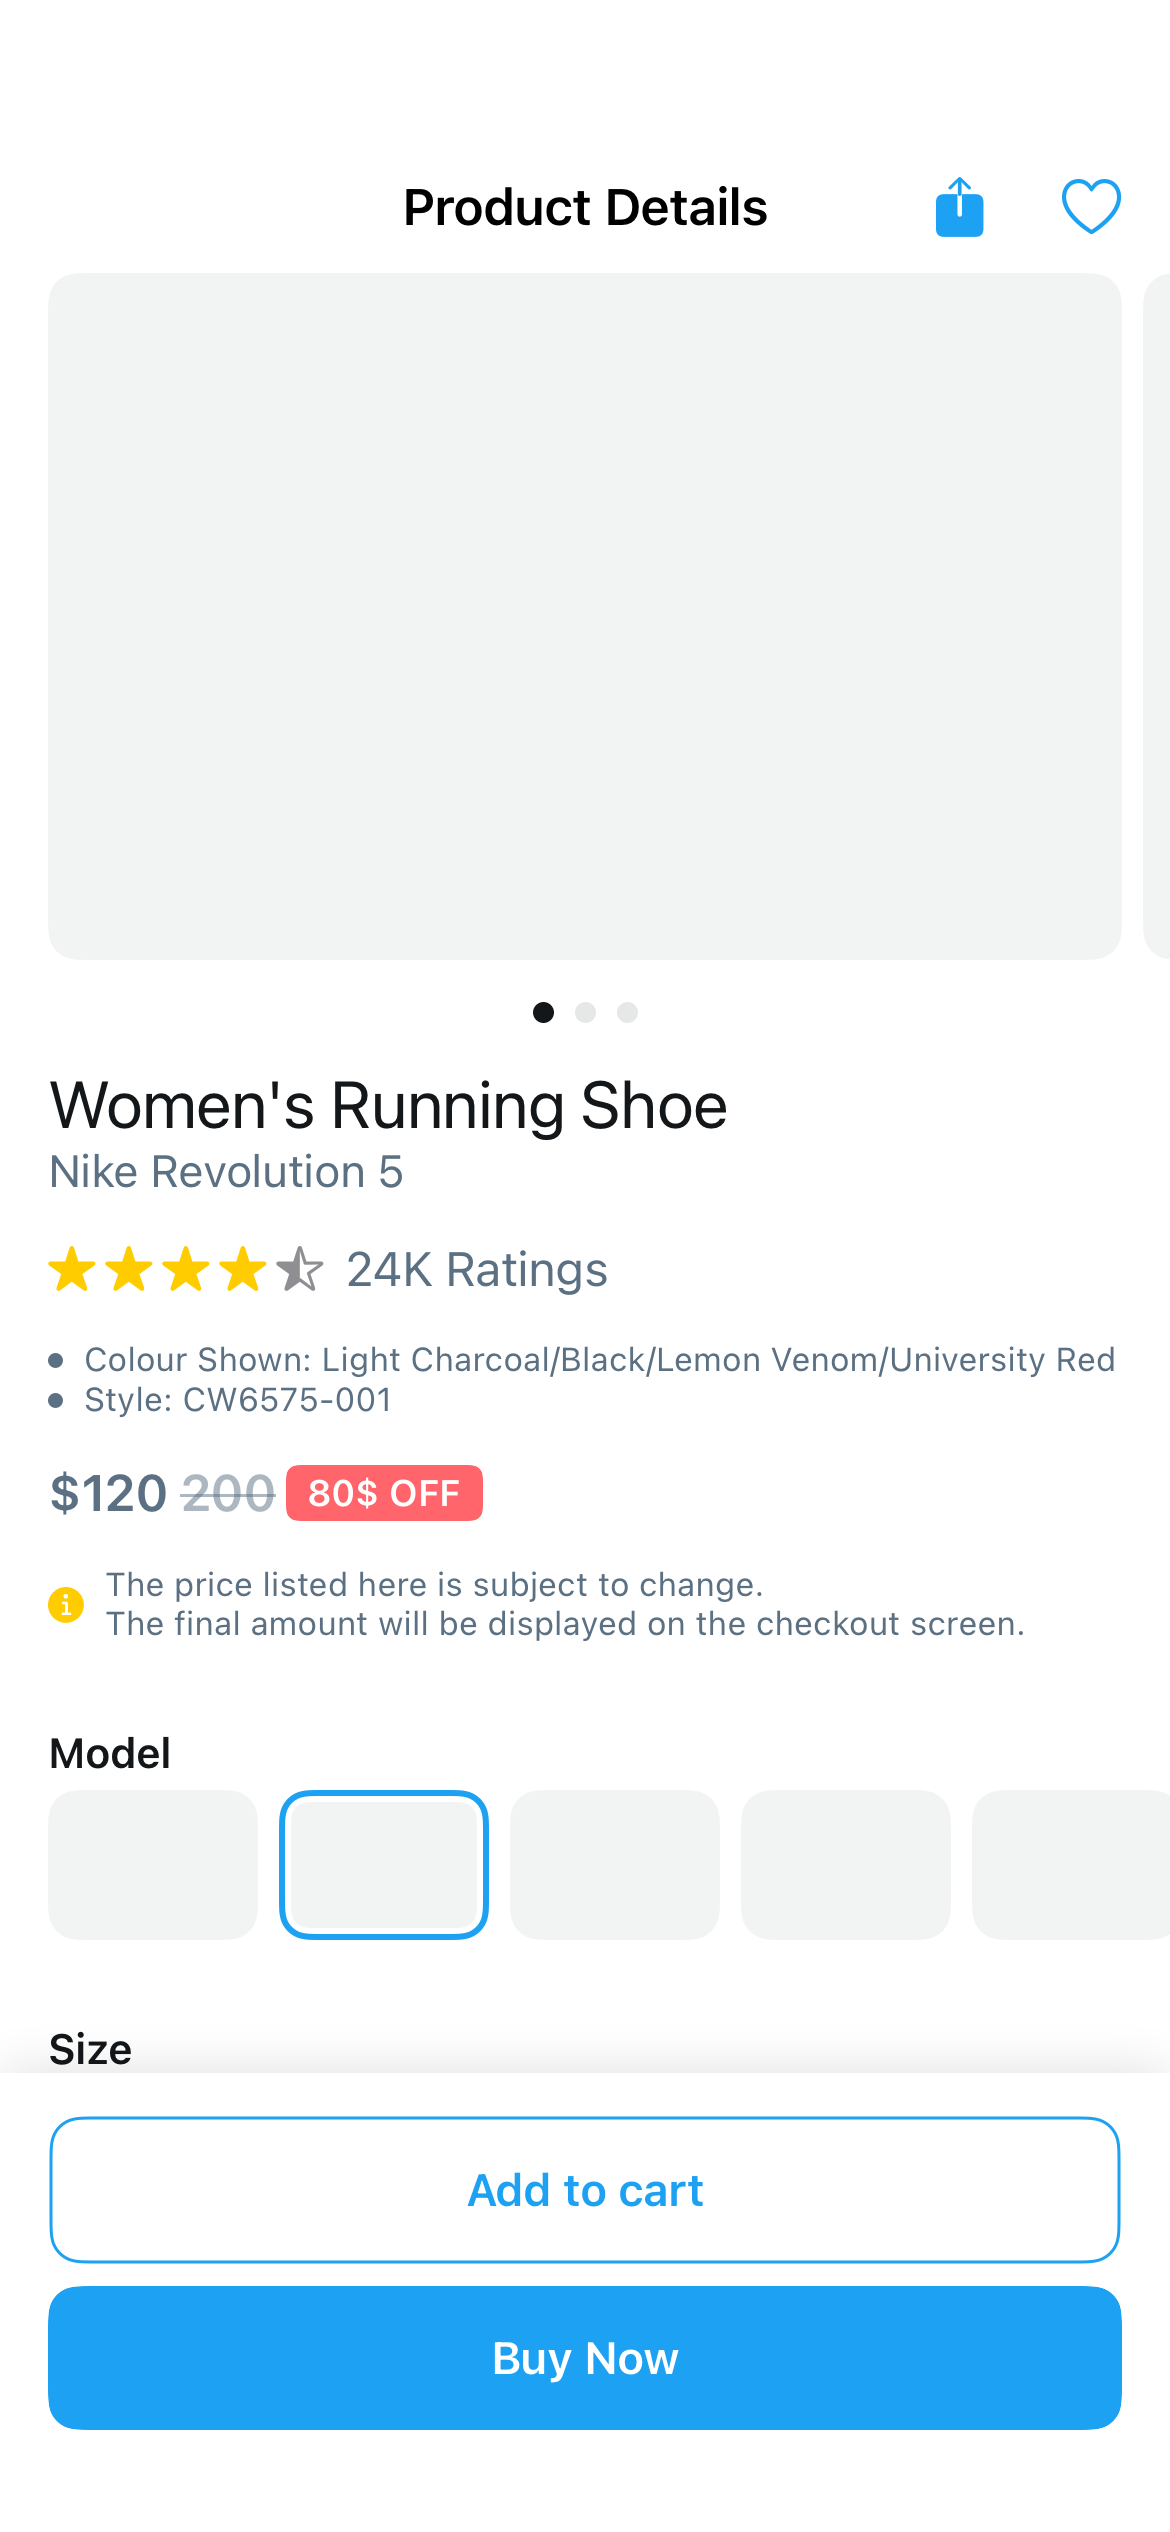 Product Details
Women's Running Shoe
Nike Revolution 5
24K Ratings
Colour Shown: Light Charcoal/Black/Lemon Venom/University Red
Style: CW6575-001
$120 200 80$ OFF
The price listed here is subject to change.
The final amount will be displayed on the checkout screen.
Model
Size
Add to cart
Buy Now